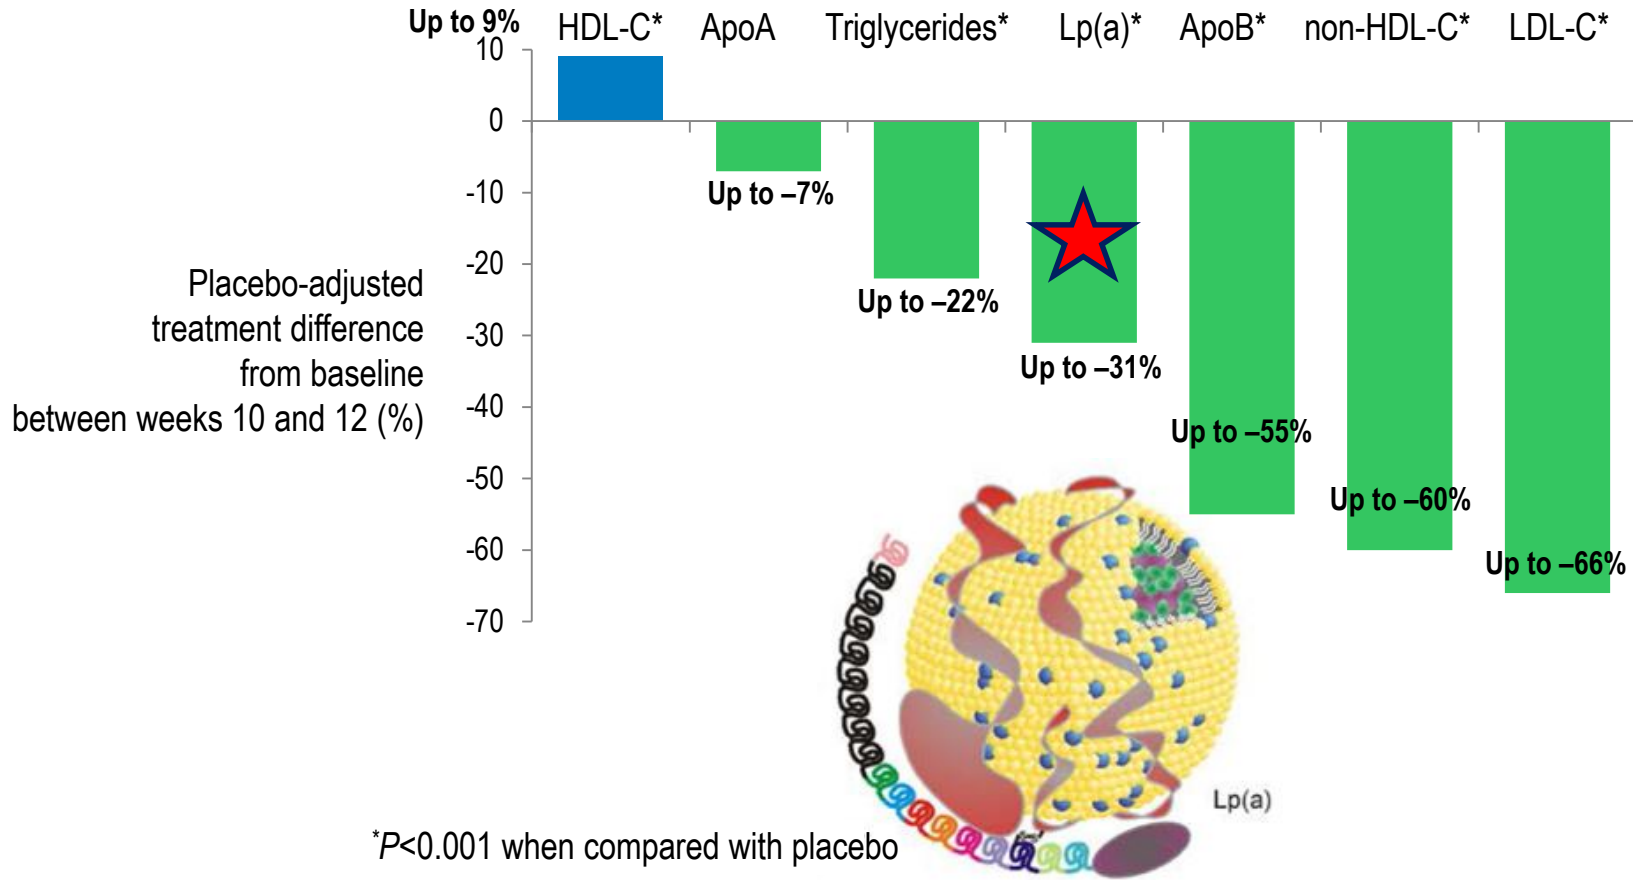 Up to 9%
HDL-C*
ApoA
Triglycerides*
Lp(a)*
ApoB*
non-HDL-C*
LDL-C*
10
0
-10
-20
-30
-40
-50
-60
-70
Placebo-adjusted
treatment difference
from baseline
between weeks 10 and 12 (%)
Up to –7%
Up to –22%
Up to –31%
Up to –55%
Up to –60%
Up to –66%
Lp(a)
*P<0.001 when compared with placebo